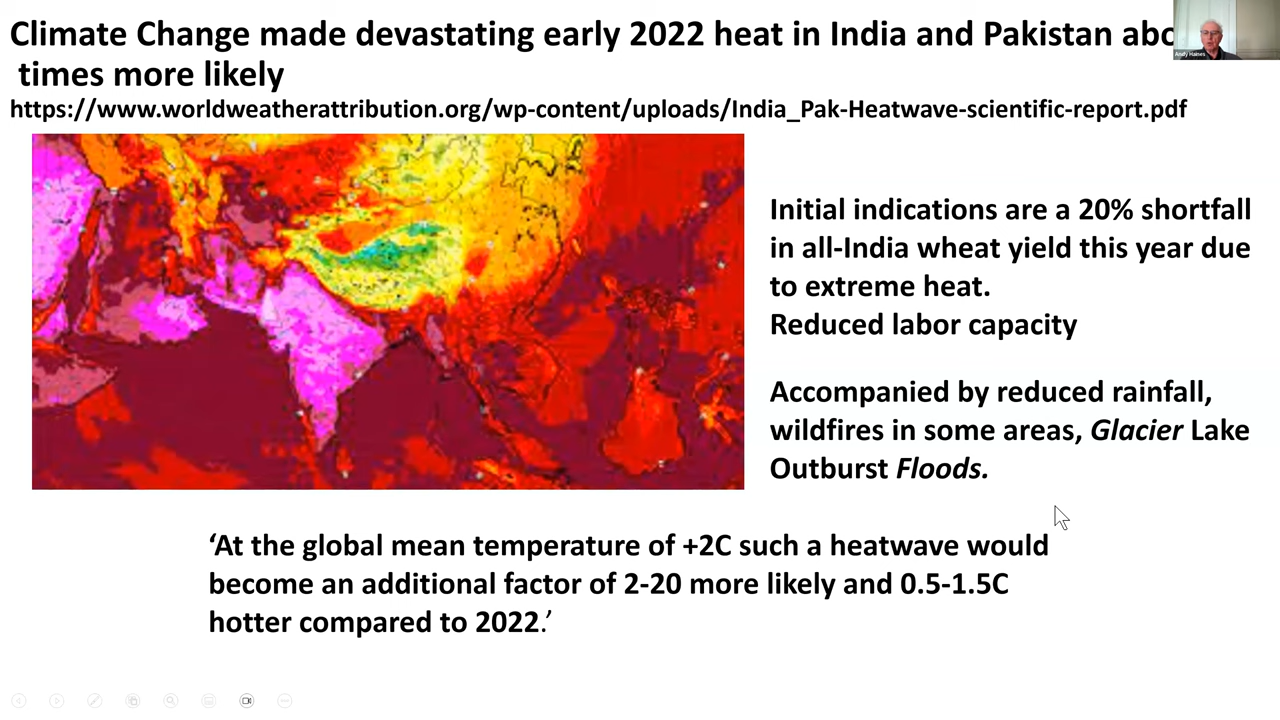 Climate Change made devastating early 2022 heat in India and Pakistan
times more likely
https://www.worldweatherattribution.org/wp-content/uploads/India_Pak-Heatwave-scientific-report.pdf
Andy Haines
Initial indications are a 20% shortfall
in all-India wheat yield this year due
to extreme heat.
Reduced labor capacity
Accompanied by reduced rainfall,
wildfires in some areas, Glacier Lake
Outburst Floods.
‘At the global mean temperature of +2C such a heatwave would
become an additional factor of 2-20 more likely and 0.5-1.5C
hotter compared to 2022.’